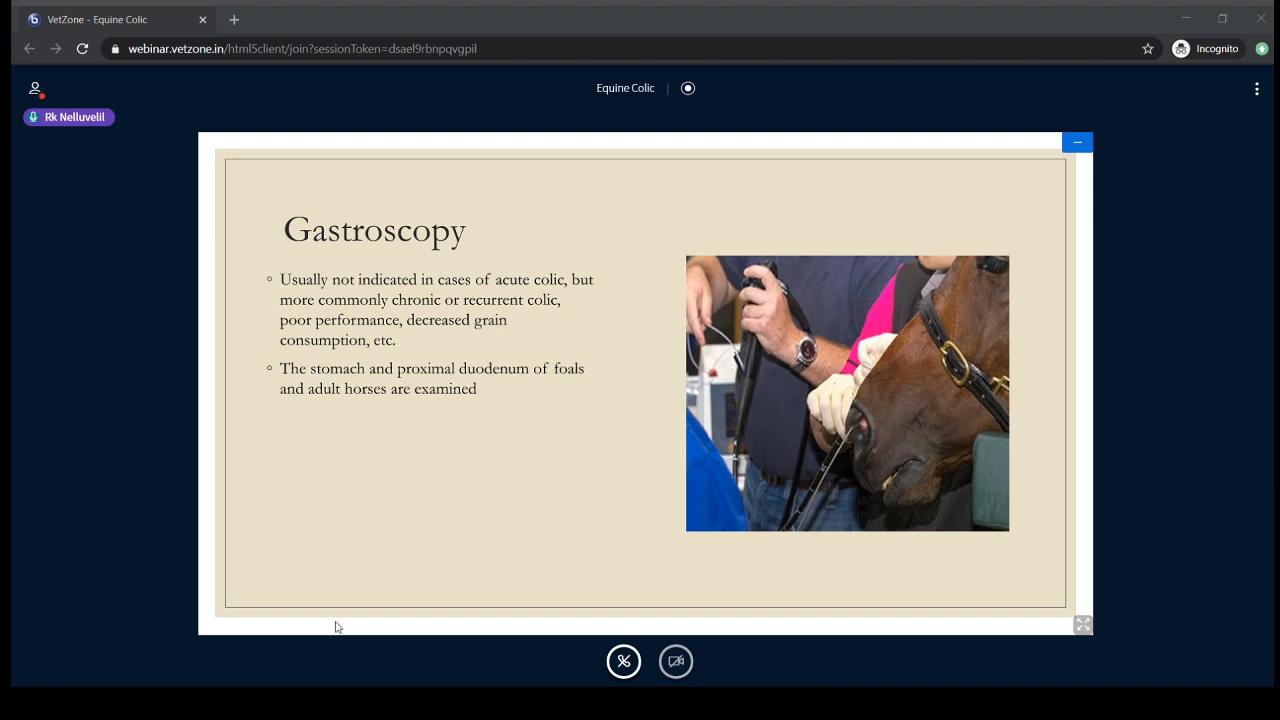 VetZone - Equine Colic
webinar.vetzone.in/html5client/join?sessionToken=dsael9rbnpqvgpil
Incognito
Equine Colic
Rk Nelluvelil
Gastroscopy
Usually not indicated in cases of acute colic, but
more commonly chronic or recurrent colic,
poor performance, decreased grain
consumption, etc.
The stomach and proximal duodenum of foals
and adult horses are examined